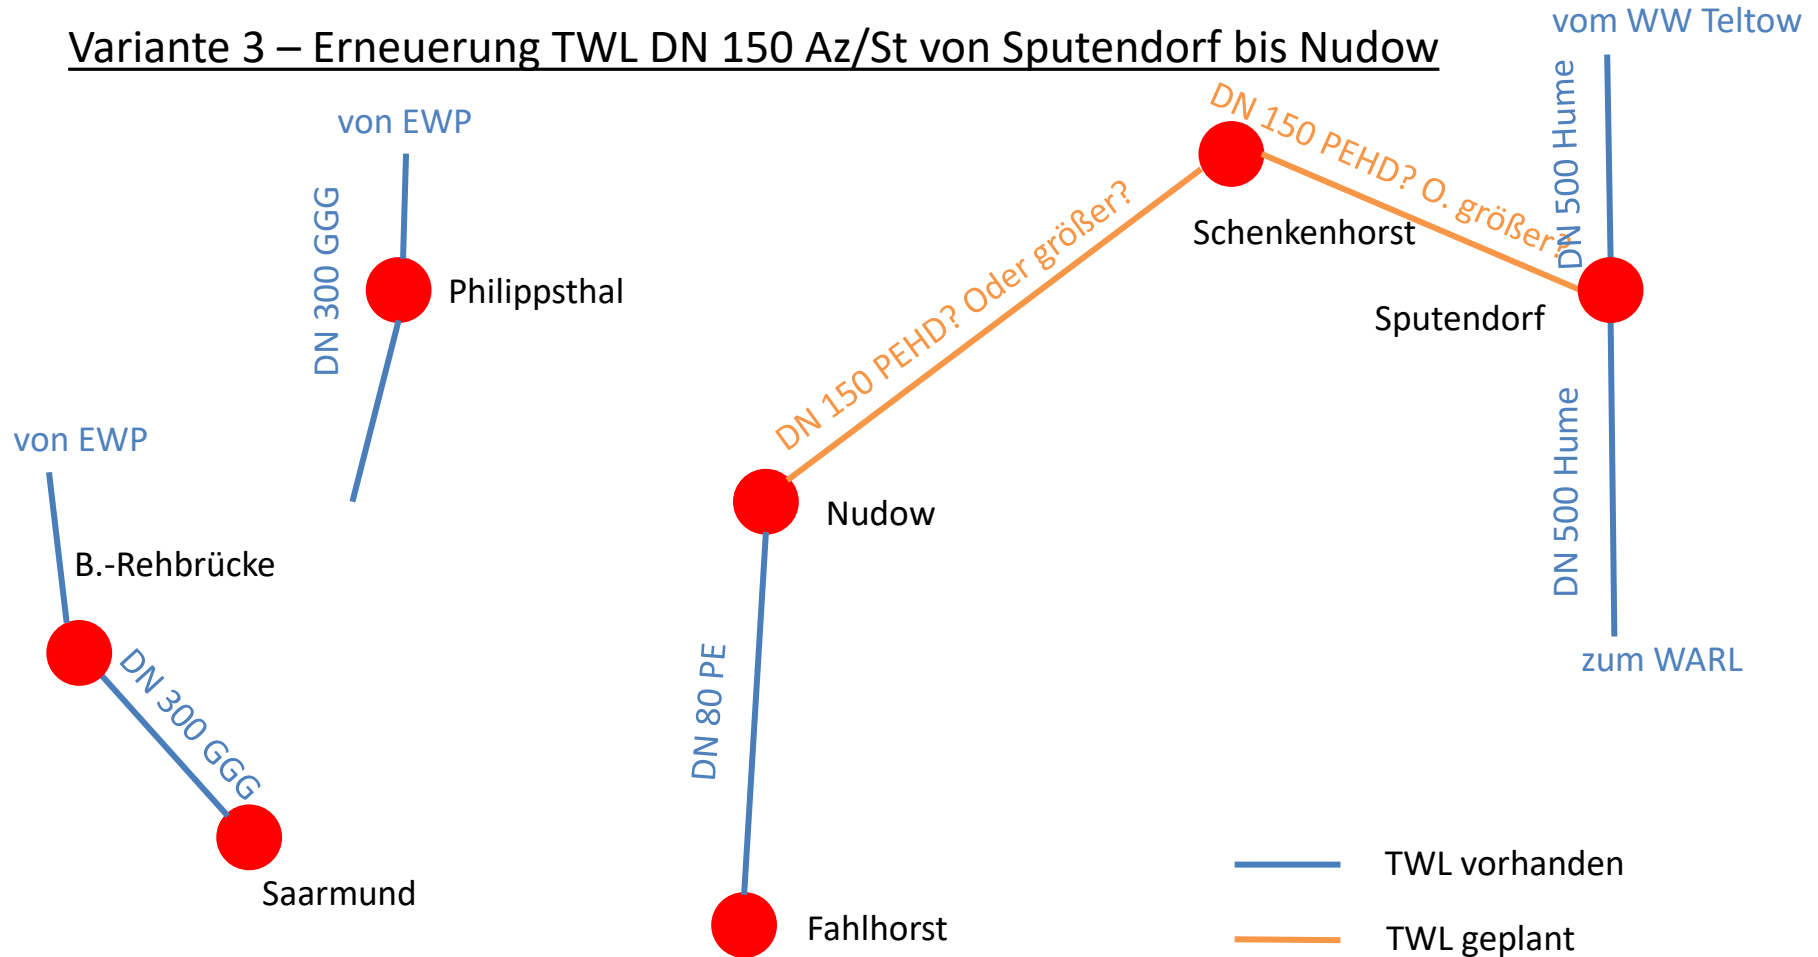 vom WW Teltow
Variante 3 – Erneuerung TWL DN 150 Az/St von Sputendorf bis Nudow
von EWP
DN 300 GGG
Philippsthal
DN 150 PEHD? O. größer?
DN 500 Hume
Schenkenhorst
Sputendorf
DN 150 PEHD? Oder größer?
DN 500 Hume
von EWP
Nudow
B.-Rehbrücke
DN 300 GGG
DN 80 PE
zum WARL
Saarmund
Fahlhorst
TWL vorhanden
TWL geplant